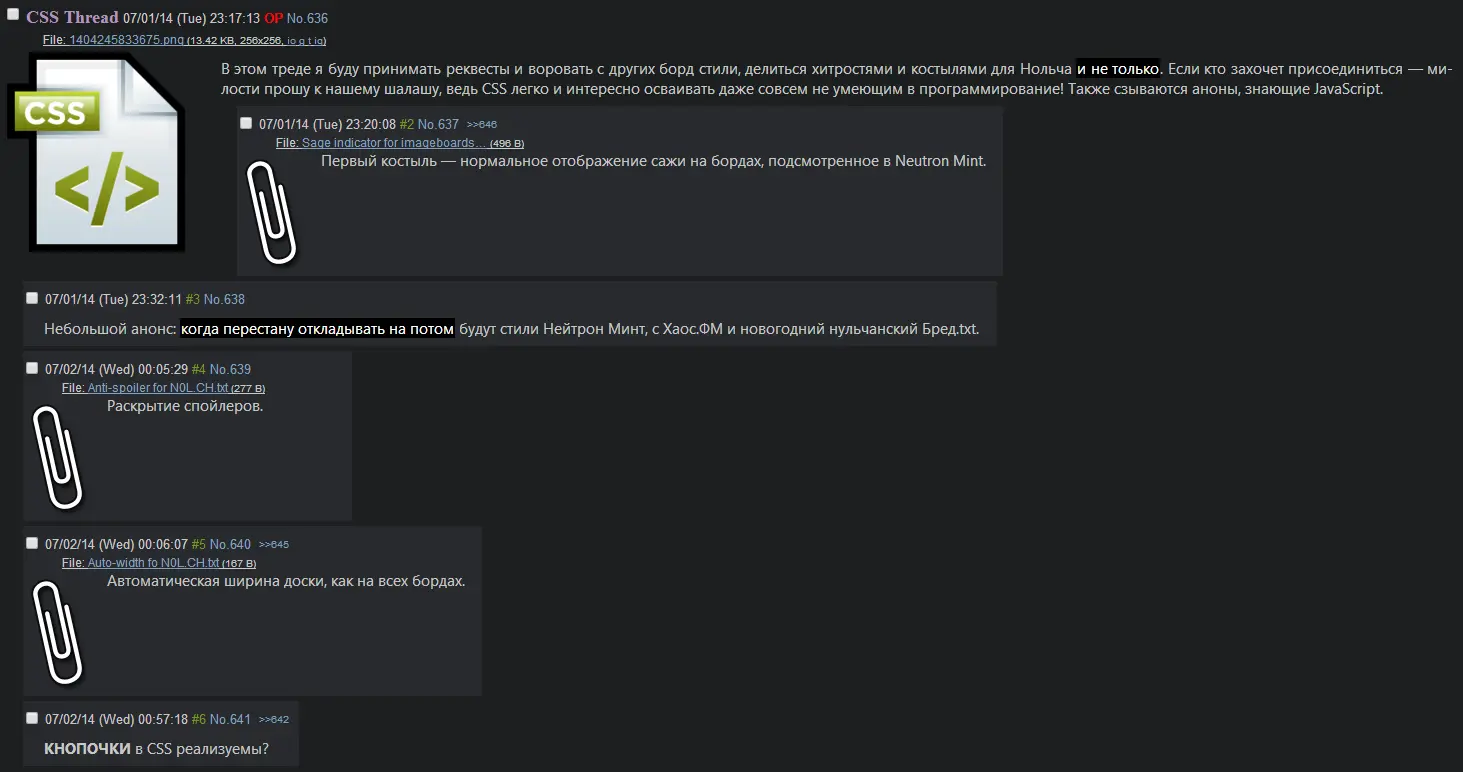 CSS Thread 07/01/14 (Tue) 23:17:13 OP No.636
File: 1404245833675.png (13.42 KB, 256x256, io g t iq)
В этом треде я буду принимать реквесты и воровать с других борд стили, делиться хитростями и костылями для Нольча и не только. Если кто захочет присоединиться — ми-
лости прошу к нашему шалашу, ведь CSS легко и интересно осваивать даже совсем не умеющим в программирование! Также сзываются аноны, знающие JavaScript.
CSS
</>
07/01/14 (Tue) 23:20:08 #2 No.637 >>646
File: Sage indicator for imageboards... (496 B)
Первый костыль — нормальное отображение сажи на бордах, подсмотренное в Neutron Mint.
07/01/14 (Tue) 23:32:11 #3 No.638
Небольшой анонс: когда перестану откладывать на потом будут стили Нейтрон Минт, с Хаос.ФМ и новогодний нульчанский Бред.txt.
07/02/14 (Wed) 00:05:29 #4 No.639
File: Anti-spoiler for N0L.CH.txt (277 B)
Раскрытие спойлеров.
07/02/14 (Wed) 00:06:07 #5 No.640 >>645
File: Auto-width fo N0L.CH.txt (167 B)
Автоматическая ширина доски, как на всех бордах.
07/02/14 (Wed) 00:57:18 #6 No.641 >>642
КНОПОЧКИ в CSS реализуемы?